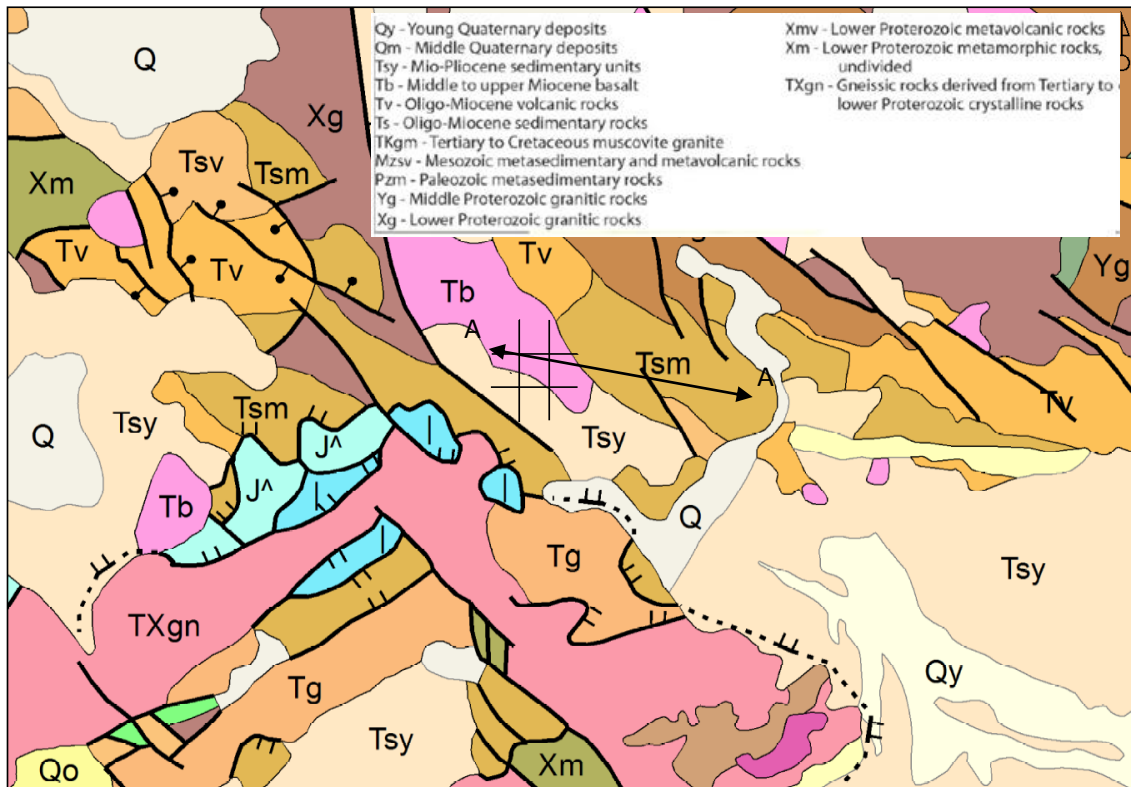 Qy - Young Quaternary deposits
Qm - Middle Quaternary deposits
Tsy - Mio-Pliocene sedimentary units
Tb - Middle to upper Miocene basalt
Tv - Oligo-Miocene volcanic rocks
Ts - Oligo-Miocene sedimentary rocks
TKgm - Tertiary to Cretaceous muscovite granite
Mzsv - Mesozoic metasedimentary and metavolcanic rocks
Pzm - Paleozoic metasedimentary rocks
Yg - Middle Proterozoic granitic rocks
Xg - Lower Proterozoic granitic rocks
Xmv - Lower Proterozoic metavolcanic rocks
Xm - Lower Proterozoic metamorphic rocks,
undivided
TXgn - Gneissic rocks derived from Tertiary to
lower Proterozoic crystalline rocks
Q
Xg
Tsv
Tsm
Xm
Tv
Tv
Tv
Tb
Yg
A
Tsm
A
Tv
Tsm
Tsy
J^
Tsy
Q
J^
Tb
Q
Tg
Tsy
TXgn
Tg
Qy
Tsy
Qo
Xm